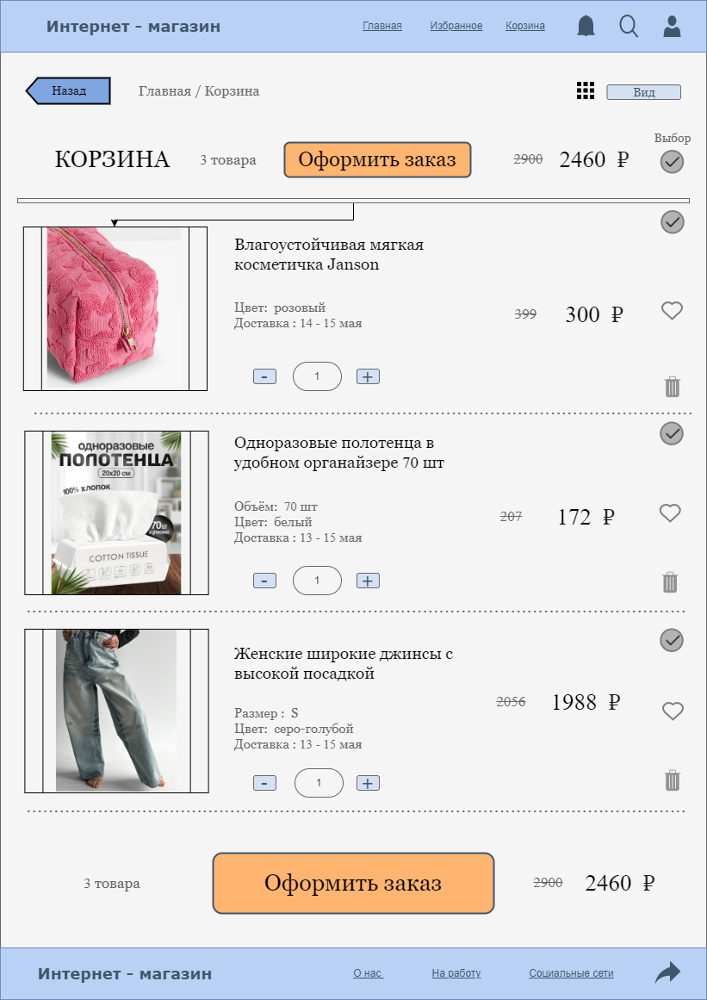 Интернет - магазин
Главная
Избранное
Корзина
Назад
Главная / Корзина
Вид
Выбор
КОРЗИНА
3 товара
Оформить заказ
2900
2460 ₽
Влагоустойчивая мягкая
косметичка Janson
Цвет: розовый
Доставка : 14 - 15 мая
399
300 ₽
- 1 +
одноразовые
ПОЛОТЕНЦА
20х20 см
100% хлопок
70 шт
в упаковке
COTTON TISSUE
Одноразовые полотенца в
удобном органайзере 70 шт
Объём: 70 шт
Цвет: белый
Доставка : 13 - 15 мая
207
172 ₽
- 1 +
Женские широкие джинсы с
высокой посадкой
Размер : S
Цвет: серо-голубой
Доставка : 13 - 15 мая
2056
1988 ₽
- 1 +
3 товара
Оформить заказ
2900
2460 ₽
Интернет - магазин
О нас
На работу
Социальные сети